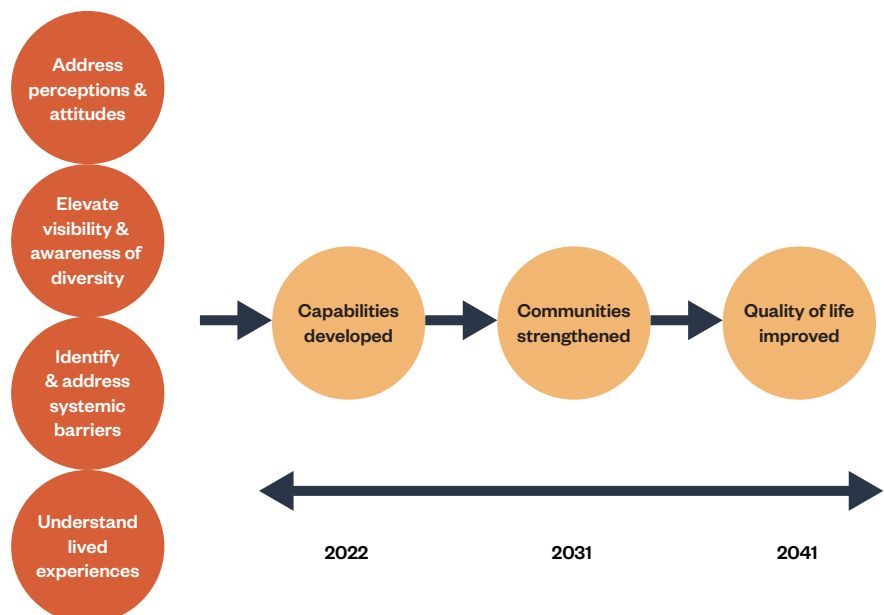 Address
perceptions &
attitudes
Elevate
visibility &
awareness of
diversity
Identify
& address
systemic
barriers
Understand
lived
experiences
Capabilities
developed
Communities
strengthened
Quality of life
improved
2022
2031
2041